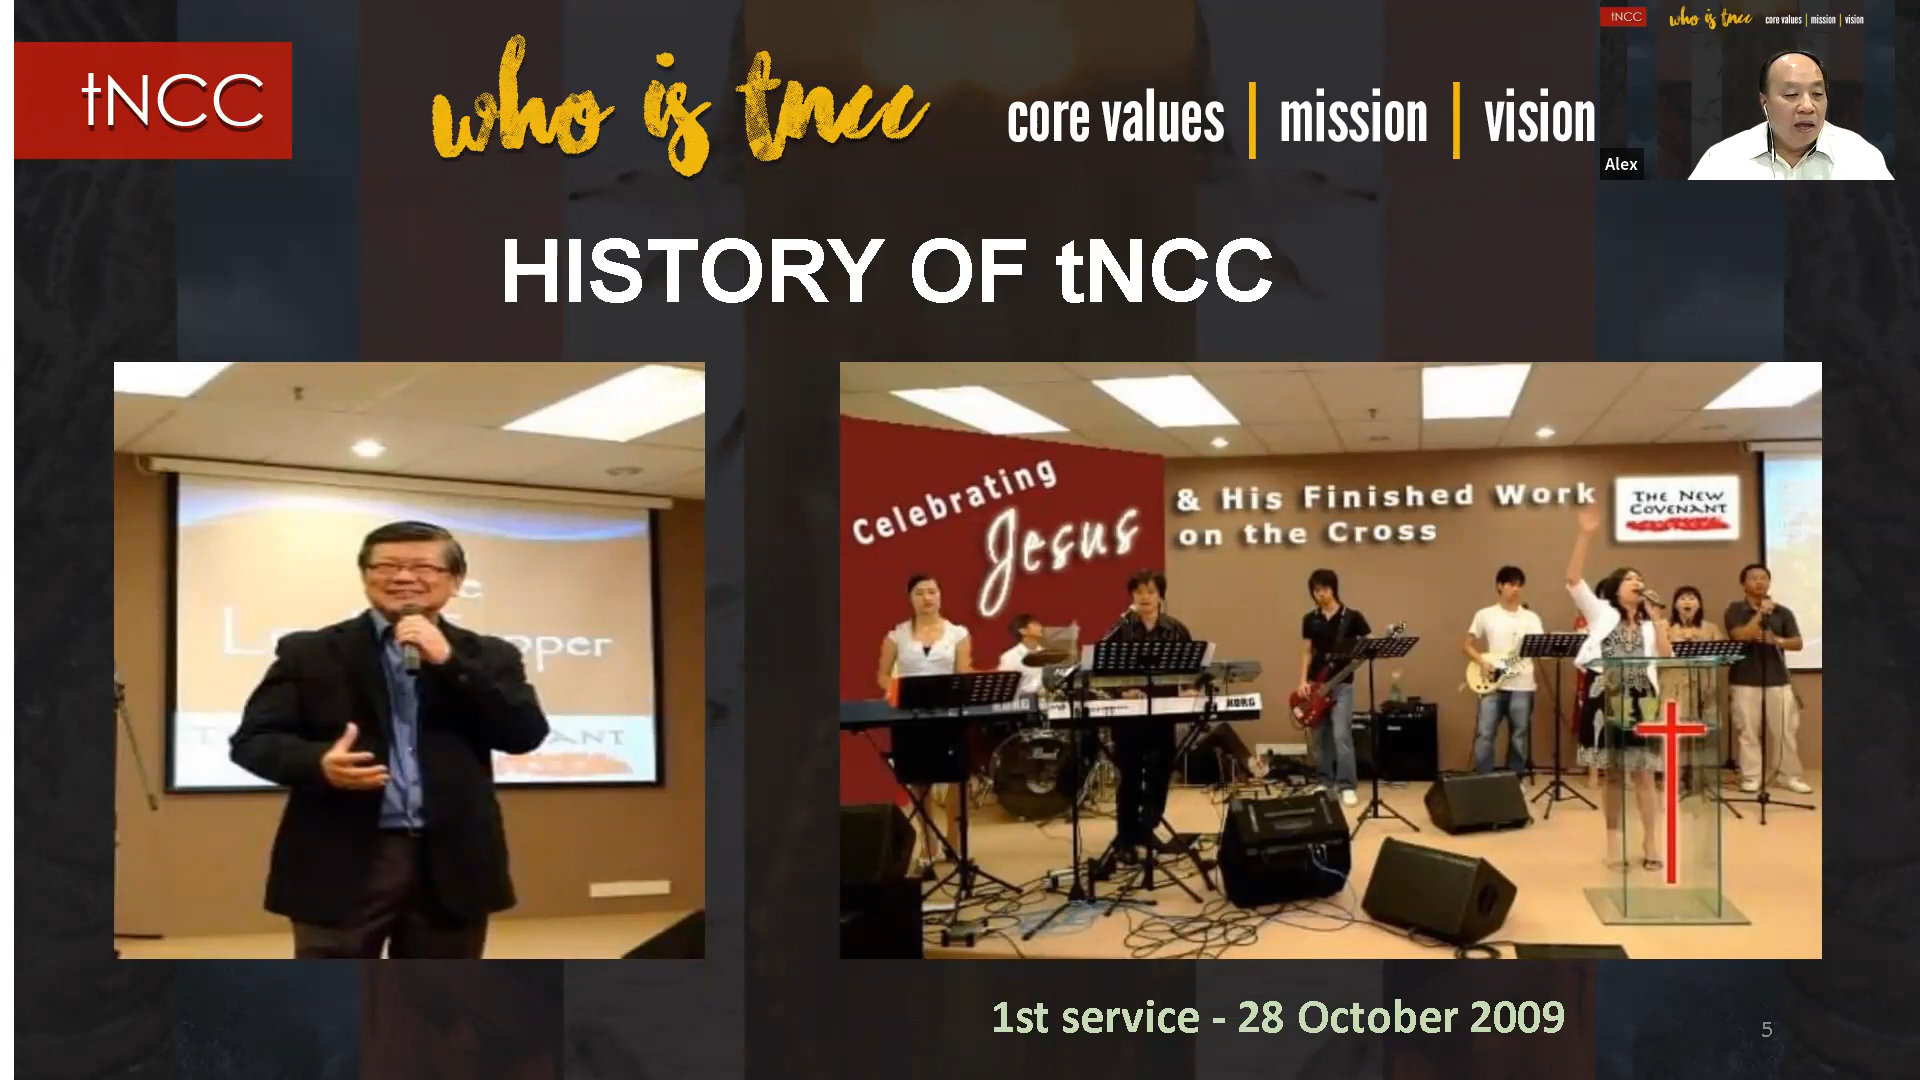 tNCC
who is tncc
core values | mission | vision
tNCC
who is tncc
core values | mission | vision
Alex
HISTORY OF tNCC
Celebrating
Jesus
& His Finished Work
on the Cross
THE NEW
COVENANT
KORG
1st service - 28 October 2009
5